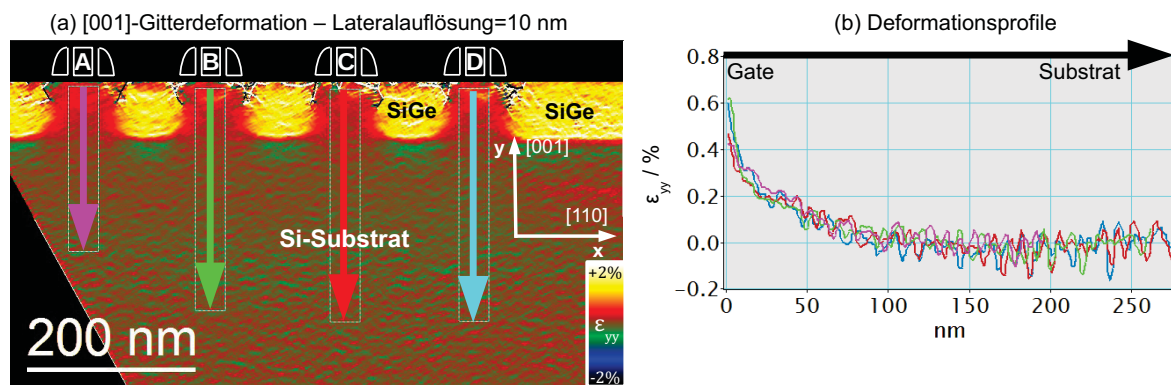 (a) [001]-Gitterdeformation – Lateralauflösung=10 nm
A B C D
SiGe SiGe
y [001]
[110]
x
Si-Substrat
200 nm
+2%
ε yy
-2%
(b) Deformationsprofile
Gate Substrat
0.8
0.6
0.4
0.2
0.0
−0.2
ε yy / %
0 50 100 150 200 250
nm